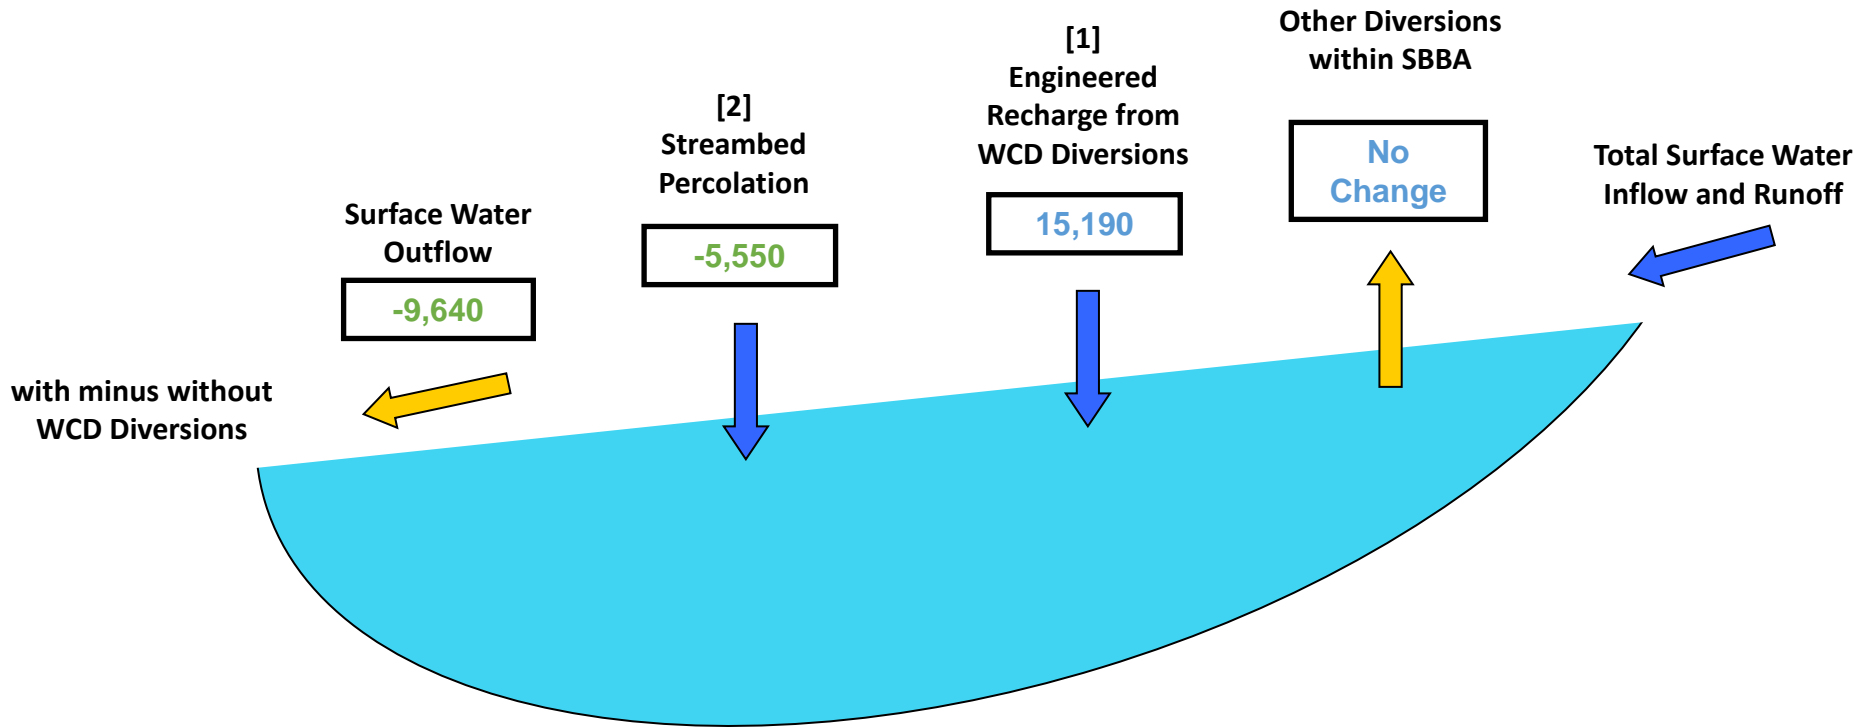 Other Diversions
within SBBA
No
Change
[1]
Engineered
Recharge from
WCD Diversions
15,190
[2]
Streambed
Percolation
-5,550
Surface Water
Outflow
-9,640
Total Surface Water
Inflow and Runoff
with minus without
WCD Diversions